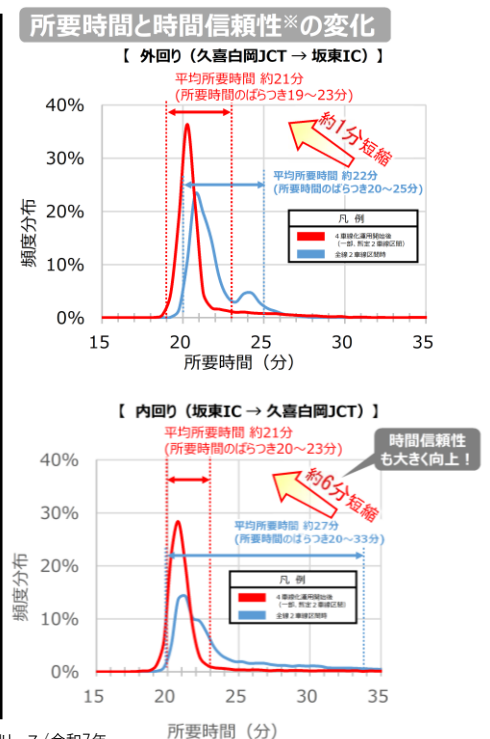 所要時間と時間信頼性※の変化
【 外回り（久喜白岡JCT → 坂東IC）】
平均所要時間 約21分
(所要時間のばらつき19～23分)
約1分短縮
平均所要時間 約22分
(所要時間のばらつき20～25分)
凡 例
４車線化運用開始後
（一部、暫定２車線区間）
全線２車線区間時
頻度分布
40%
30%
20%
10%
0%
15 20 25 30 35
所要時間（分）
【 内回り（坂東IC → 久喜白岡JCT）】
平均所要時間 約21分
(所要時間のばらつき20～23分)
時間信頼性
も大きく向上！
約6分短縮
平均所要時間 約27分
(所要時間のばらつき20～33分)
凡 例
４車線化運用開始後
（一部、暫定２車線区間）
全線２車線区間時
頻度分布
40%
30%
20%
10%
0%
15 20 25 30 35
所要時間（分）